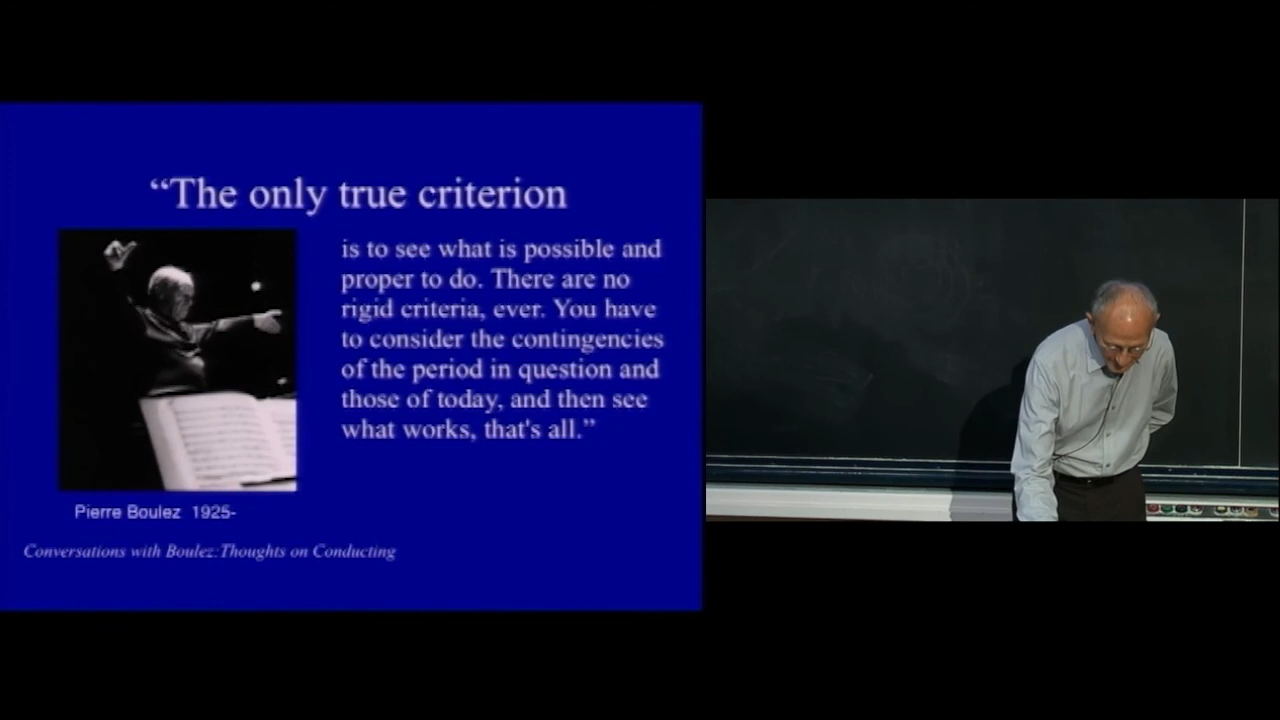 “The only true criterion
is to see what is possible and
proper to do. There are no
rigid criteria, ever. You have
to consider the contingencies
of the period in question and
those of today, and then see
what works, that's all.”
Pierre Boulez 1925-
Conversations with Boulez:Thoughts on Conducting